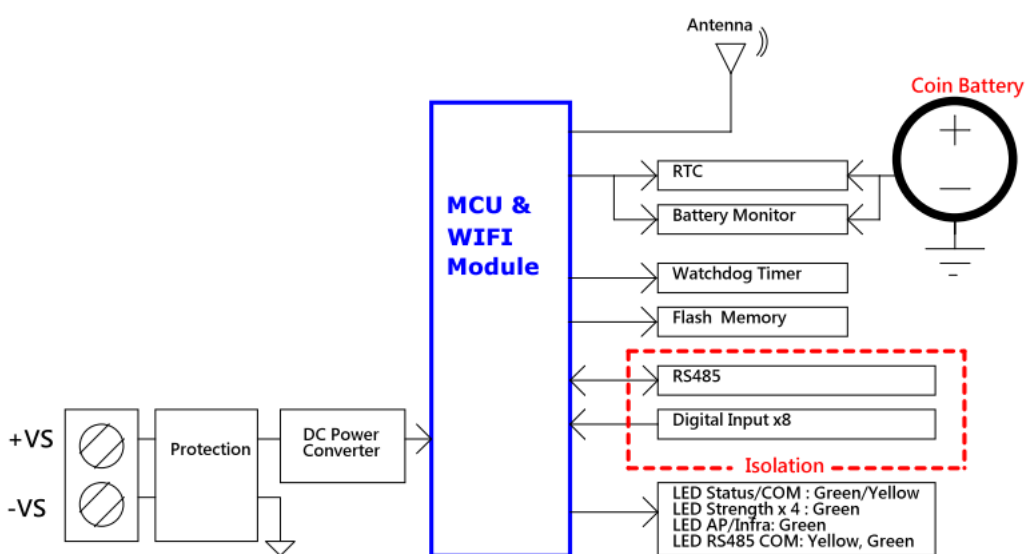 Antenna
Coin Battery
RTC
Battery Monitor
MCU &
WIFI
Module
Watchdog Timer
Flash Memory
RS485
Digital Input x8
Isolation
+VS
-VS
Protection
DC Power
Converter
LED Status/COM : Green/Yellow
LED Strength x 4 : Green
LED AP/Infra: Green
LED RS485 COM: Yellow, Green